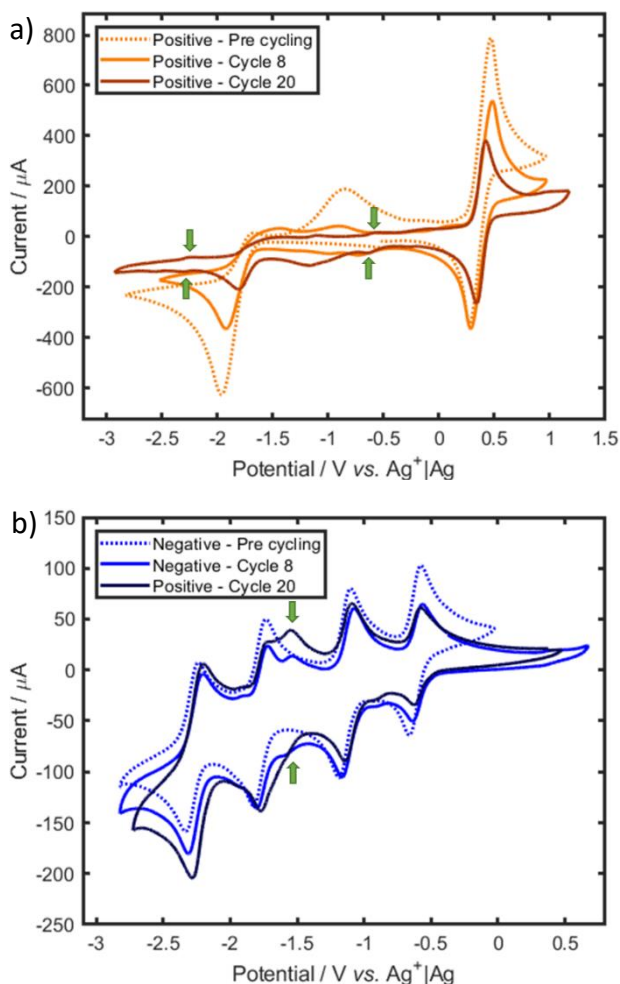 a)
800
600
400
200
0
-200
-400
-600
Current / μA
Positive - Pre cycling
Positive - Cycle 8
Positive - Cycle 20
-3 -2.5 -2 -1.5 -1 -0.5 0 0.5 1 1.5
Potential / V vs. Ag⁺|Ag
b)
150
100
50
0
-50
-100
-150
-200
-250
Current / μA
Negative - Pre cycling
Negative - Cycle 8
Positive - Cycle 20
-3 -2.5 -2 -1.5 -1 -0.5 0 0.5
Potential / V vs. Ag⁺|Ag